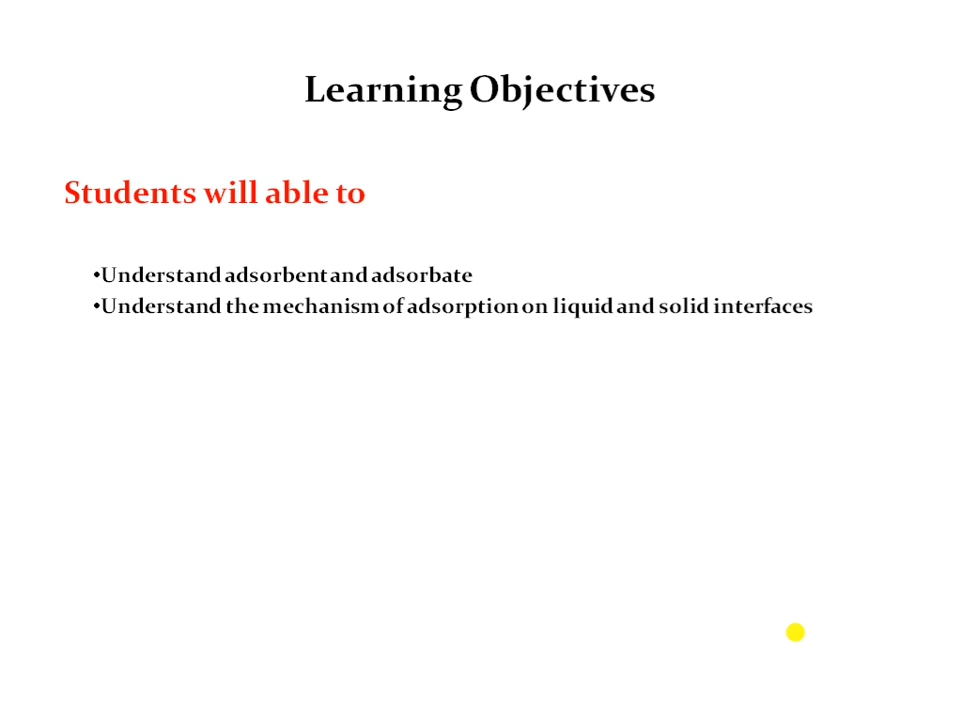 Learning Objectives
Students will able to
•Understand adsorbent and adsorbate
•Understand the mechanism of adsorption on liquid and solid interfaces